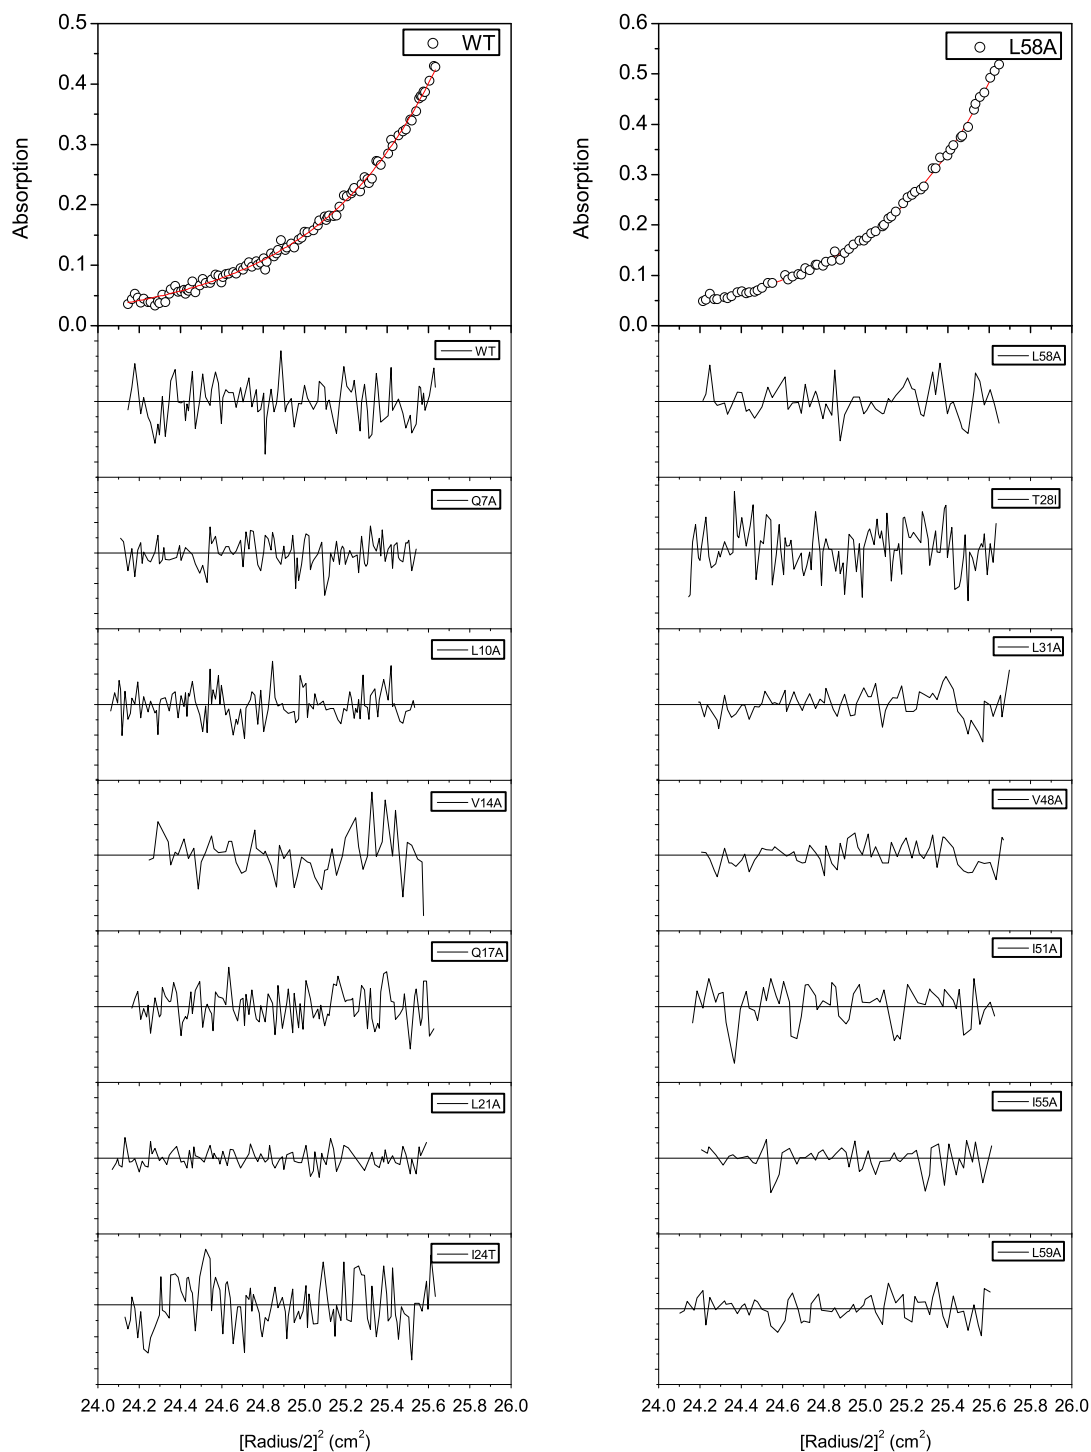 0.5
0.4
0.3
0.2
0.1
0.0
Absorption
WT
WT
Q7A
L10A
V14A
Q17A
L21A
I24T
24.0 24.2 24.4 24.6 24.8 25.0 25.2 25.4 25.6 25.8 26.0
[Radius/2]² (cm²)
0.6
0.5
0.4
0.3
0.2
0.1
0.0
Absorption
L58A
L58A
T28I
L31A
V48A
I51A
I55A
L59A
24.0 24.2 24.4 24.6 24.8 25.0 25.2 25.4 25.6 25.8 26.0
[Radius/2]² (cm²)